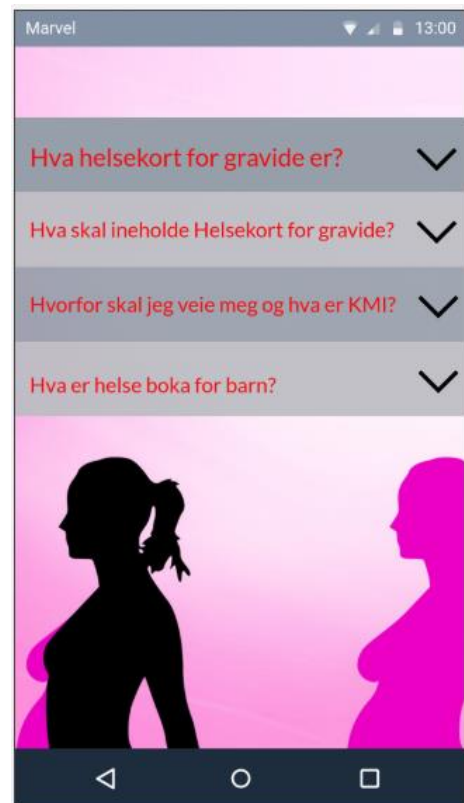 Marvel 13:00
Hva helsekort for gravide er?
Hva skal ineholde Helsekort for gravide?
Hvorfor skal jeg veie meg og hva er KMI?
Hva er helse boka for barn?